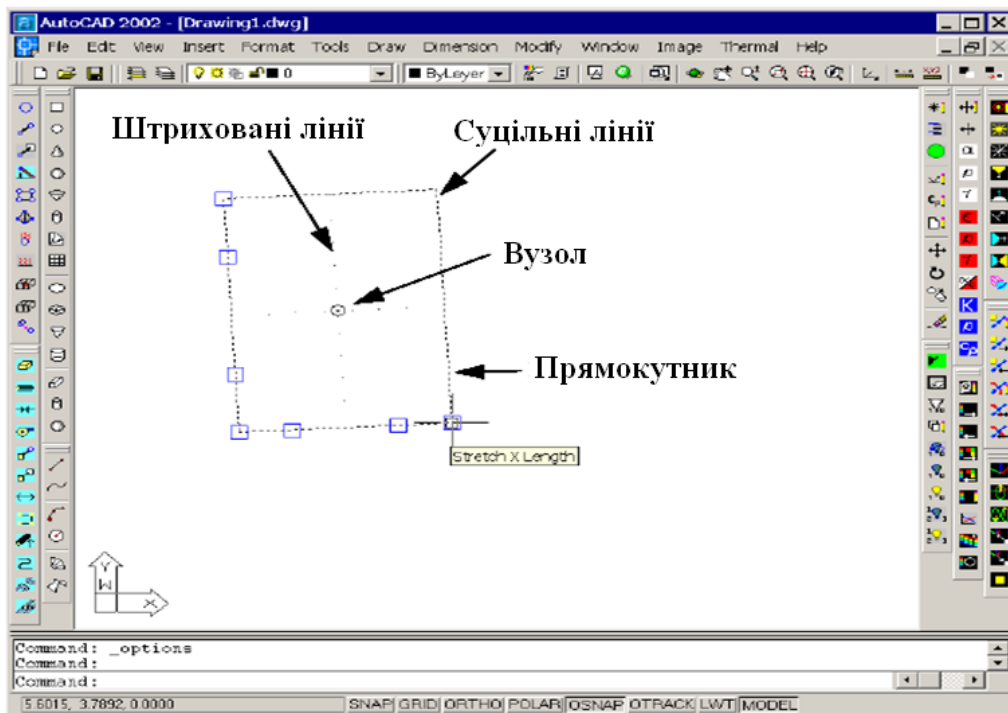 AutoCAD 2002 - [Drawing1.dwg]
File Edit View Insert Format Tools Draw Dimension Modify Window Image Thermal Help
0 ByLayer
Штриховані лінії
Суцільні лінії
Вузол
Прямокутник
Stretch X Length
Y
W
X
Command: _options
Command:
Command:
5.6015, 3.7892, 0.0000 SNAP GRID ORTHO POLAR OSNAP OTRACK LWT MODEL